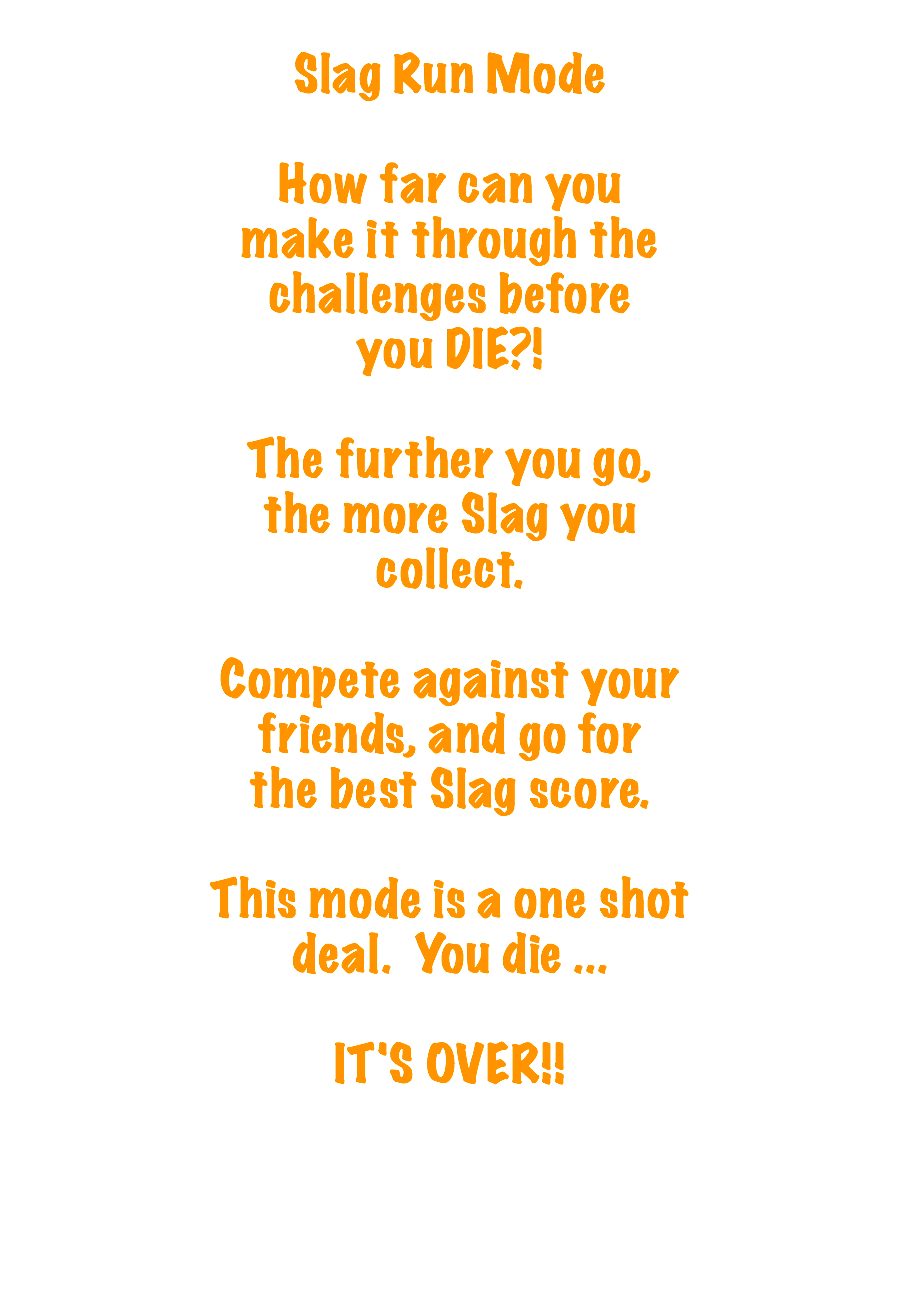 Slag Run Mode
How far can you
make it through the
challenges before
you DIE?!
The further you go,
the more Slag you
collect.
Compete against your
friends, and go for
the best Slag score.
This mode is a one shot
deal.  You die ...
IT'S OVER!!